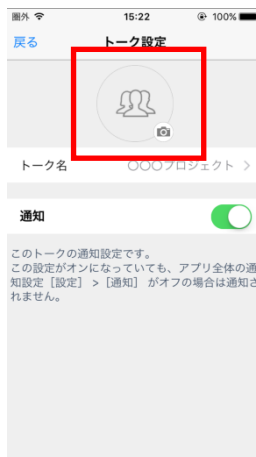 圏外 15:22 100%
戻る トーク設定
トーク名 〇〇〇プロジェクト >
通知
このトークの通知設定です。
この設定がオンになっていても、アプリ全体の通
知設定［設定］ >［通知］ がオフの場合は通知さ
れません。